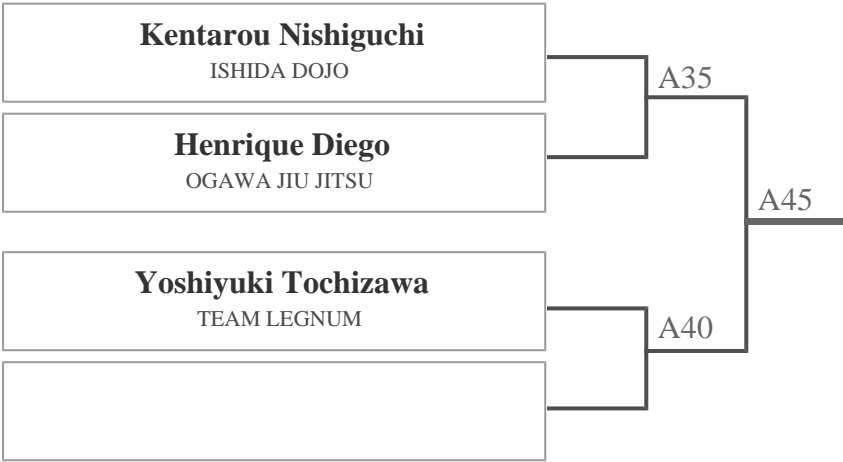 Kentarou Nishiguchi
ISHIDA DOJO
A35
Henrique Diego
OGAWA JIU JITSU
A45
Yoshiyuki Tochizawa
TEAM LEGNUM
A40